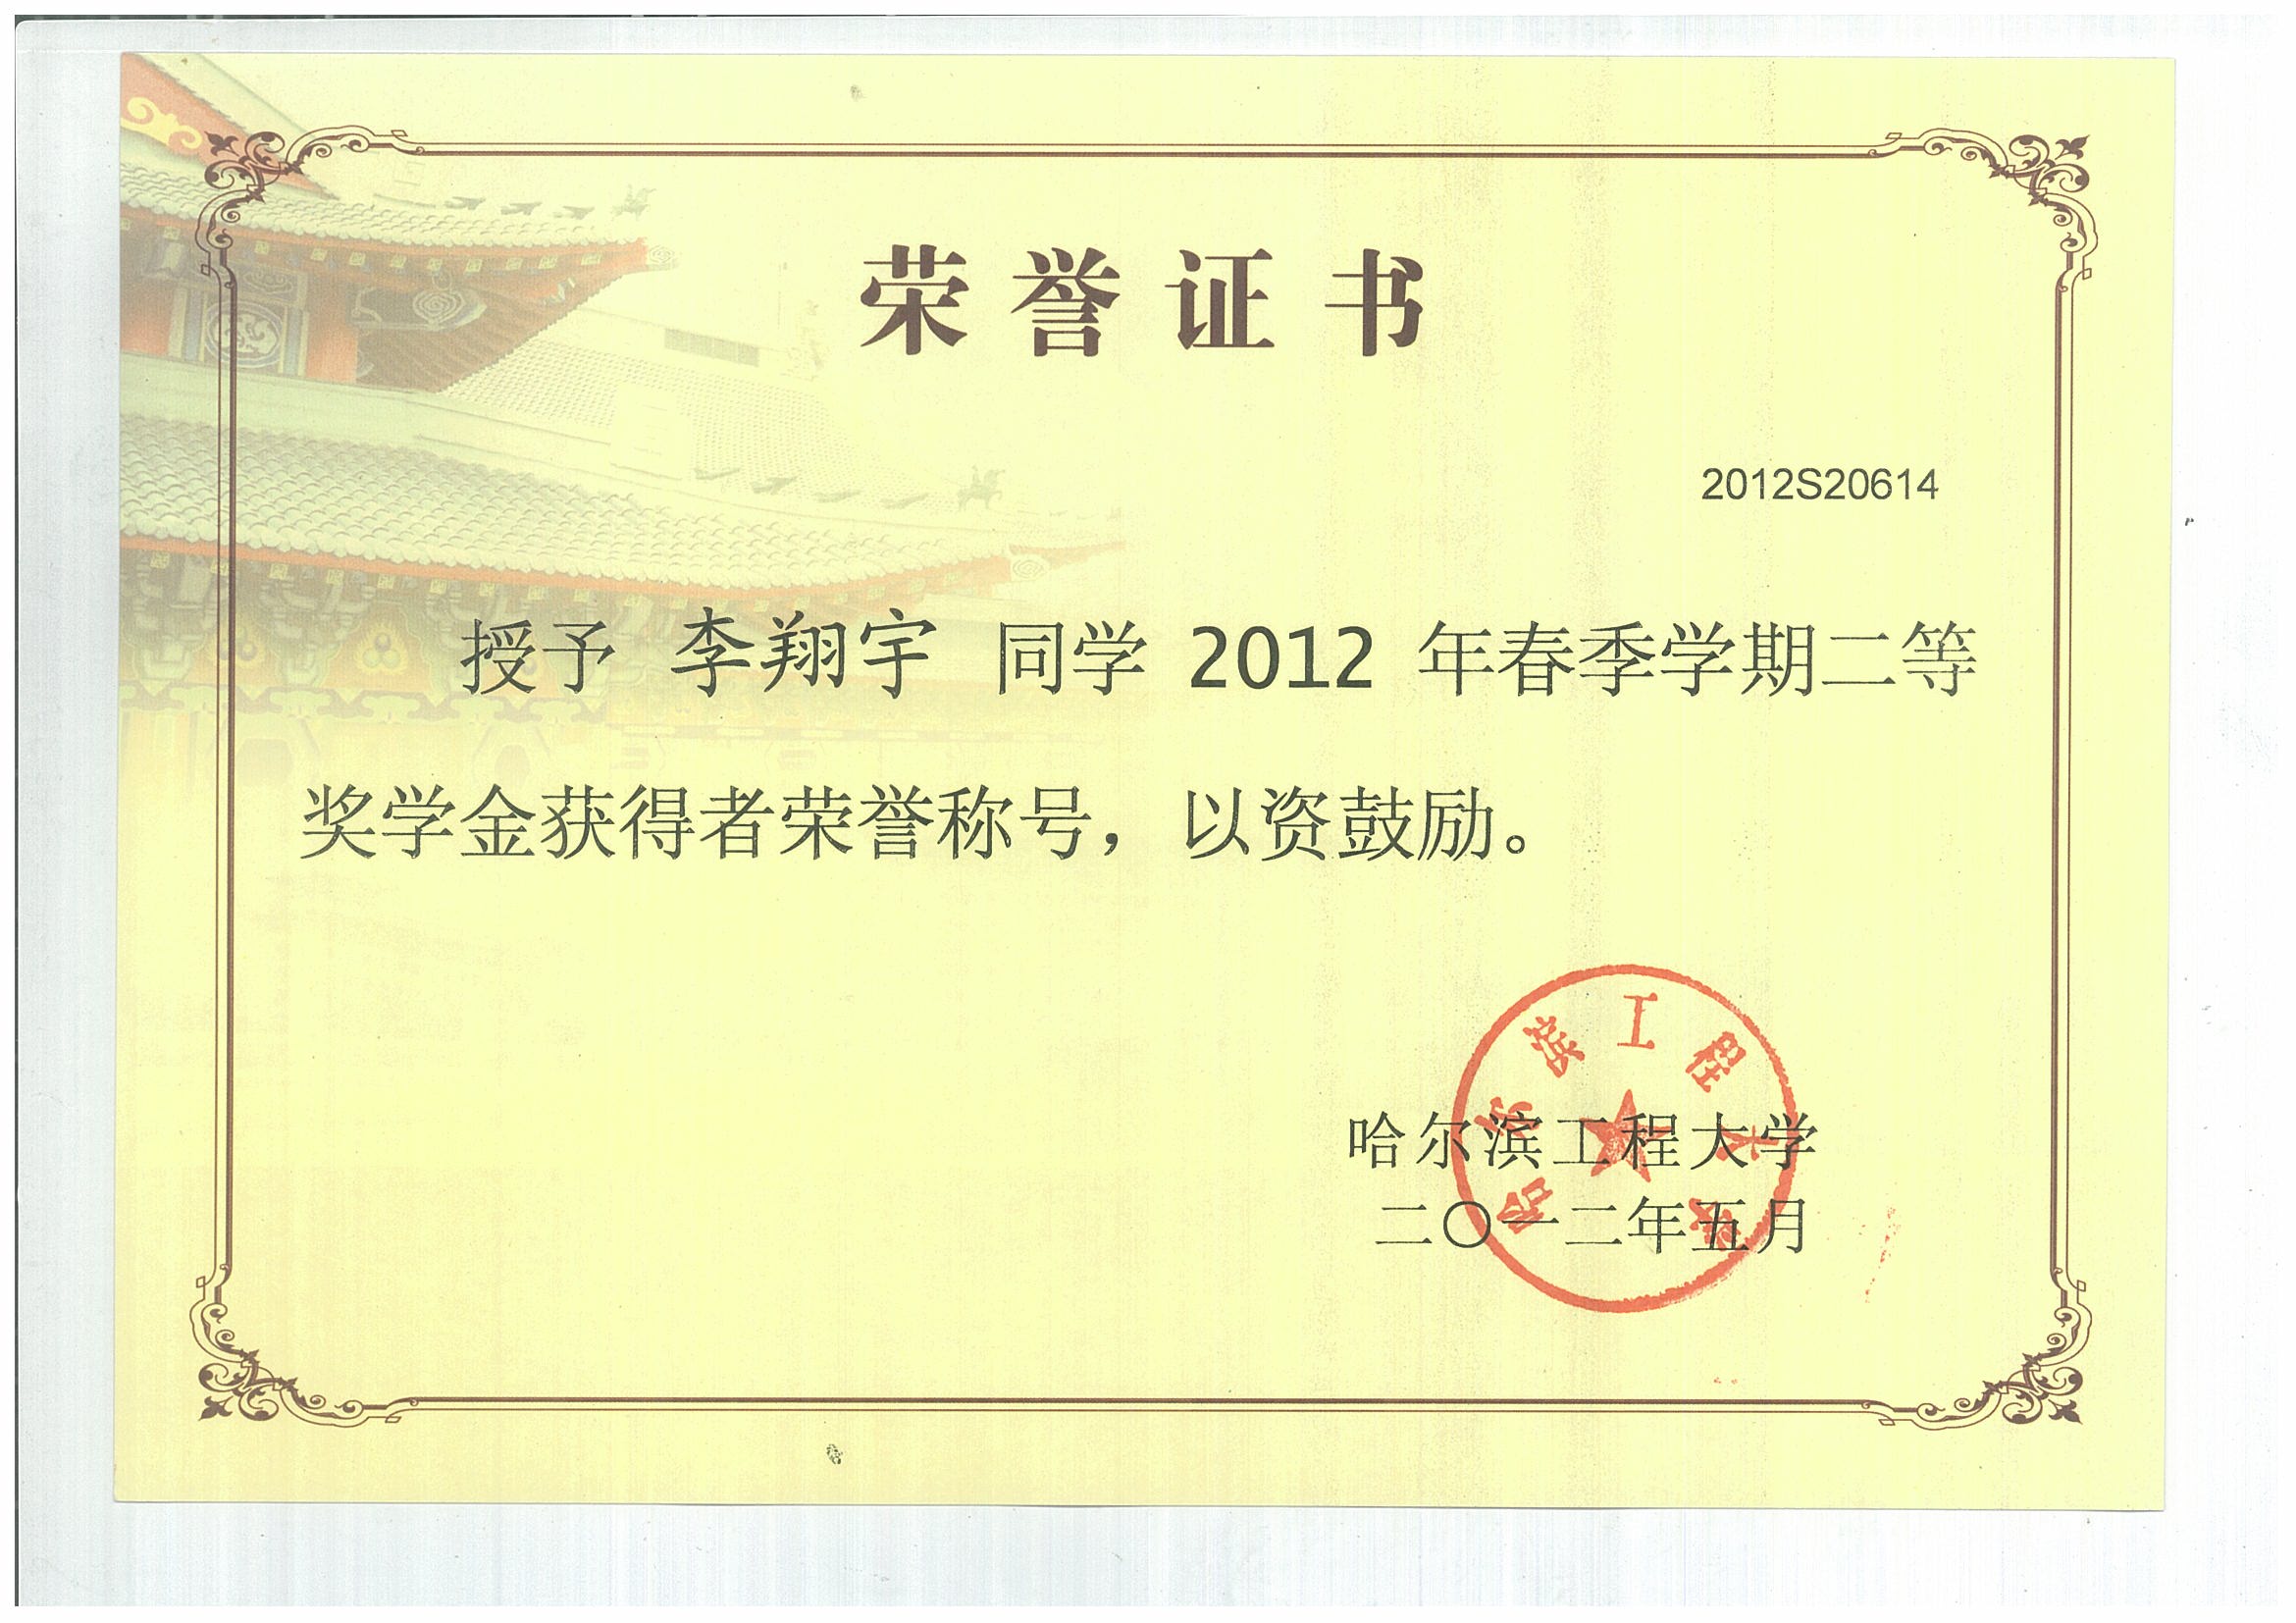 荣誉证书
2012S20614
授予 李翔宇 同学 2012 年春季学期二等
奖学金获得者荣誉称号，以资鼓励。
哈尔滨工程大学
二〇一二年五月
哈尔滨工程大学